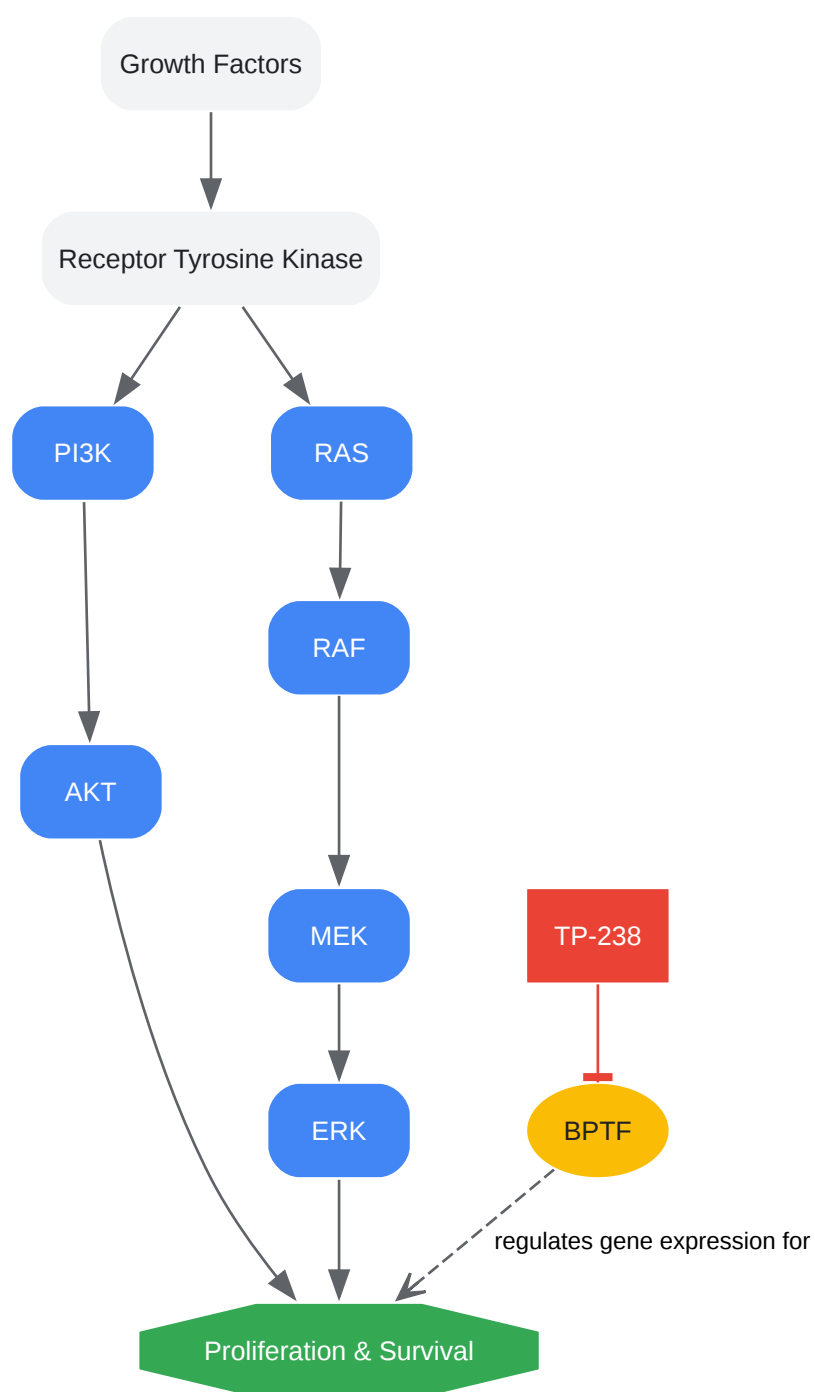 Growth Factors
Receptor Tyrosine Kinase
PI3K
RAS
RAF
AKT
MEK
TP-238
ERK
BPTF
regulates gene expression for
Proliferation & Survival